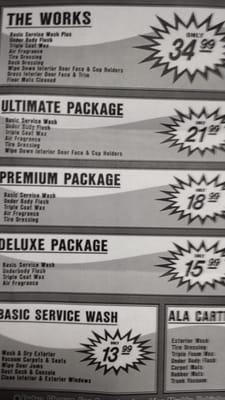 THE WORKS
Basic Service Wash Plus
Under Body Flush
Triple Coat Wax
Air Fragrance
Tire Dressing
Dash Dressing
Wipe Down Interior Door Face & Cup Holders
Dress Interior Door Face & Trim
Floor Mats Cleaned
ONLY
34.99
ULTIMATE PACKAGE
Basic Service Wash
Under Body Flush
Triple Coat Wax
Air Fragrance
Tire Dressing
Wipe Down Interior Door Face & Cup Holders
ONLY
21.99
PREMIUM PACKAGE
Basic Service Wash
Under Body Flush
Triple Coat Wax
Air Fragrance
Tire Dressing
ONLY
18.99
DELUXE PACKAGE
Basic Service Wash
Underbody Flush
Triple Coat Wax
Air Fragrance
ONLY
15.99
BASIC SERVICE WASH
Wash & Dry Exterior
Vacuum Carpets & Seats
Wipe Door Jams
Dust Dash & Console
Clean Interior & Exterior Windows
ONLY
13.99
ALA CART
Exterior Wash:
Tire Dressing:
Triple Foam Wax:
Under Body Flush:
Carpet Mats:
Rubber Mats:
Trunk Vacuum: